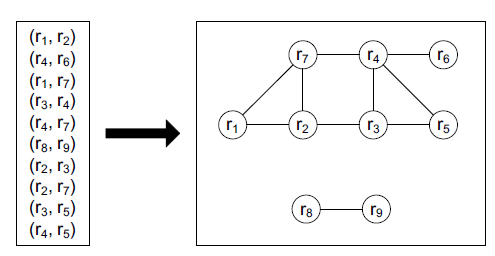 (r₁, r₂)
(r₄, r₆)
(r₁, r₇)
(r₃, r₄)
(r₄, r₇)
(r₈, r₉)
(r₂, r₃)
(r₂, r₇)
(r₃, r₅)
(r₄, r₅)
r₇ r₄ r₆
r₁ r₂ r₃ r₅
r₈ r₉